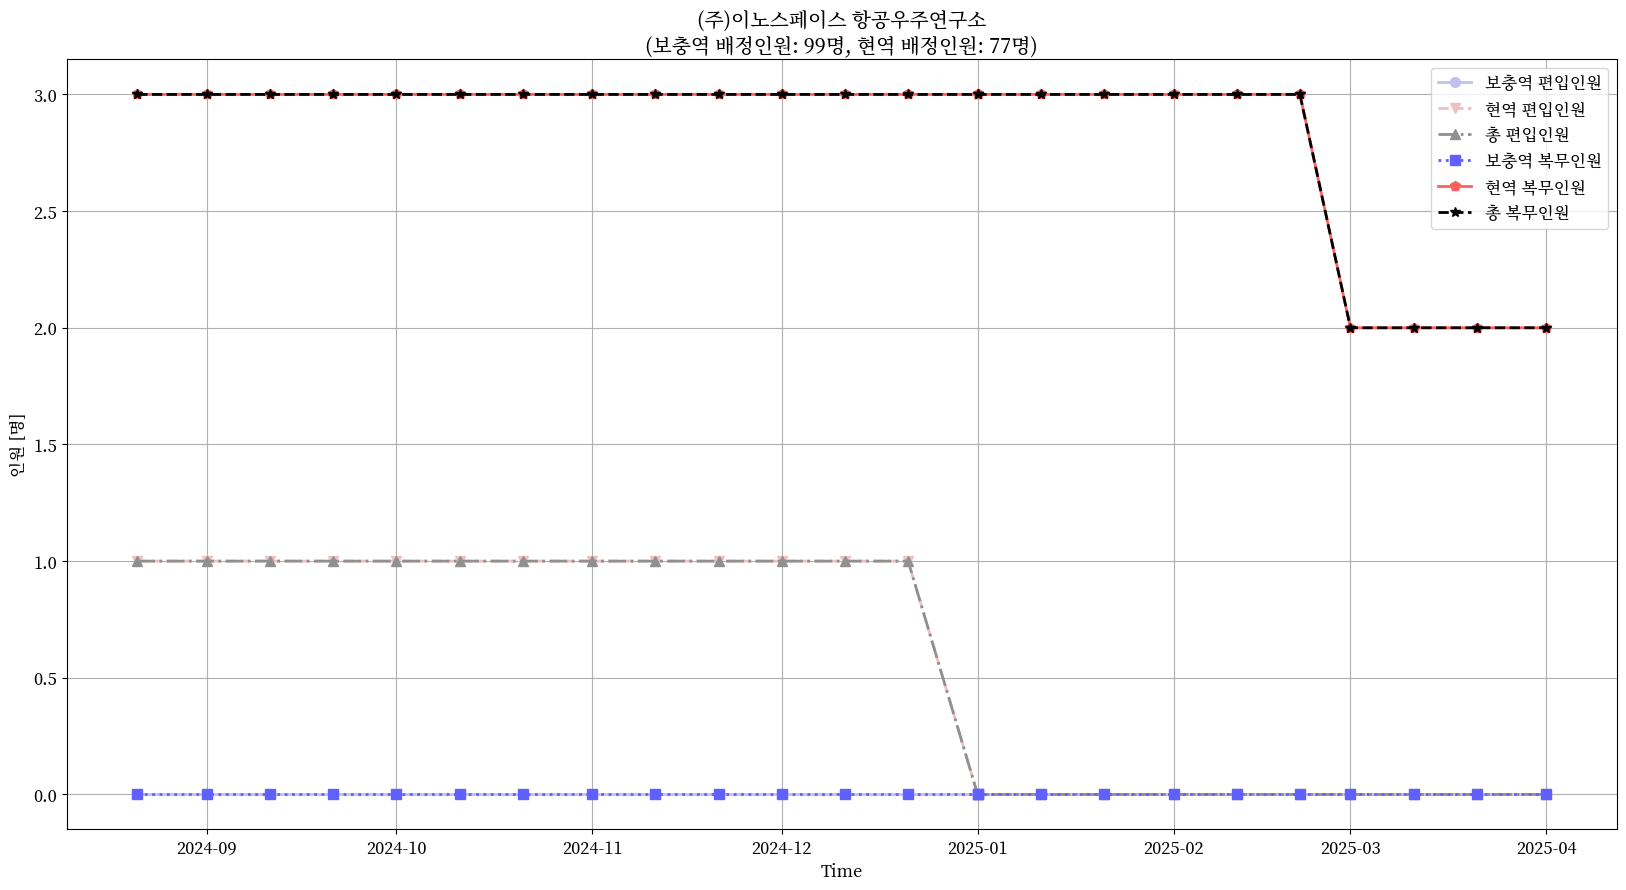 (주)이노스페이스 항공우주연구소
(보충역 배정인원: 99명, 현역 배정인원: 77명)
보충역 편입인원
현역 편입인원
총 편입인원
보충역 복무인원
현역 복무인원
총 복무인원
인원 [명]
3.0
2.5
2.0
1.5
1.0
0.5
0.0
2024-09
2024-10
2024-11
2024-12
2025-01
2025-02
2025-03
2025-04
Time